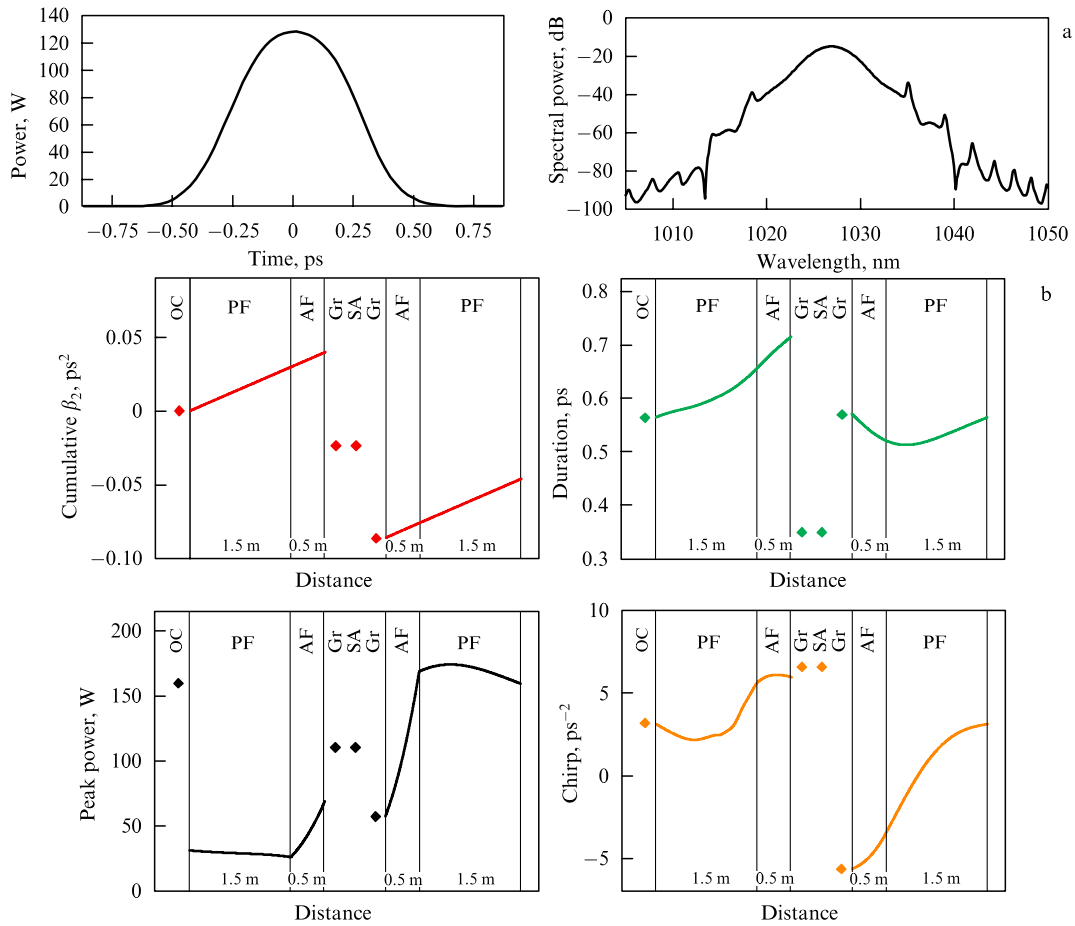 a
Power, W
140
120
100
80
60
40
20
0
−0.75 −0.50 −0.25 0 0.25 0.50 0.75
Time, ps
Spectral power, dB
0
−20
−40
−60
−80
−100
1010 1020 1030 1040 1050
Wavelength, nm
b
Cumulative β2, ps²
0.05
0
−0.05
−0.10
OC PF AF Gr SA Gr AF PF
1.5 m 0.5 m 0.5 m 1.5 m
Distance
Duration, ps
0.8
0.7
0.6
0.5
0.4
0.3
OC PF AF Gr SA Gr AF PF
1.5 m 0.5 m 0.5 m 1.5 m
Distance
Peak power, W
200
150
100
50
0
OC PF AF Gr SA Gr AF PF
1.5 m 0.5 m 0.5 m 1.5 m
Distance
Chirp, ps⁻²
10
5
0
−5
OC PF AF Gr SA Gr AF PF
1.5 m 0.5 m 0.5 m 1.5 m
Distance